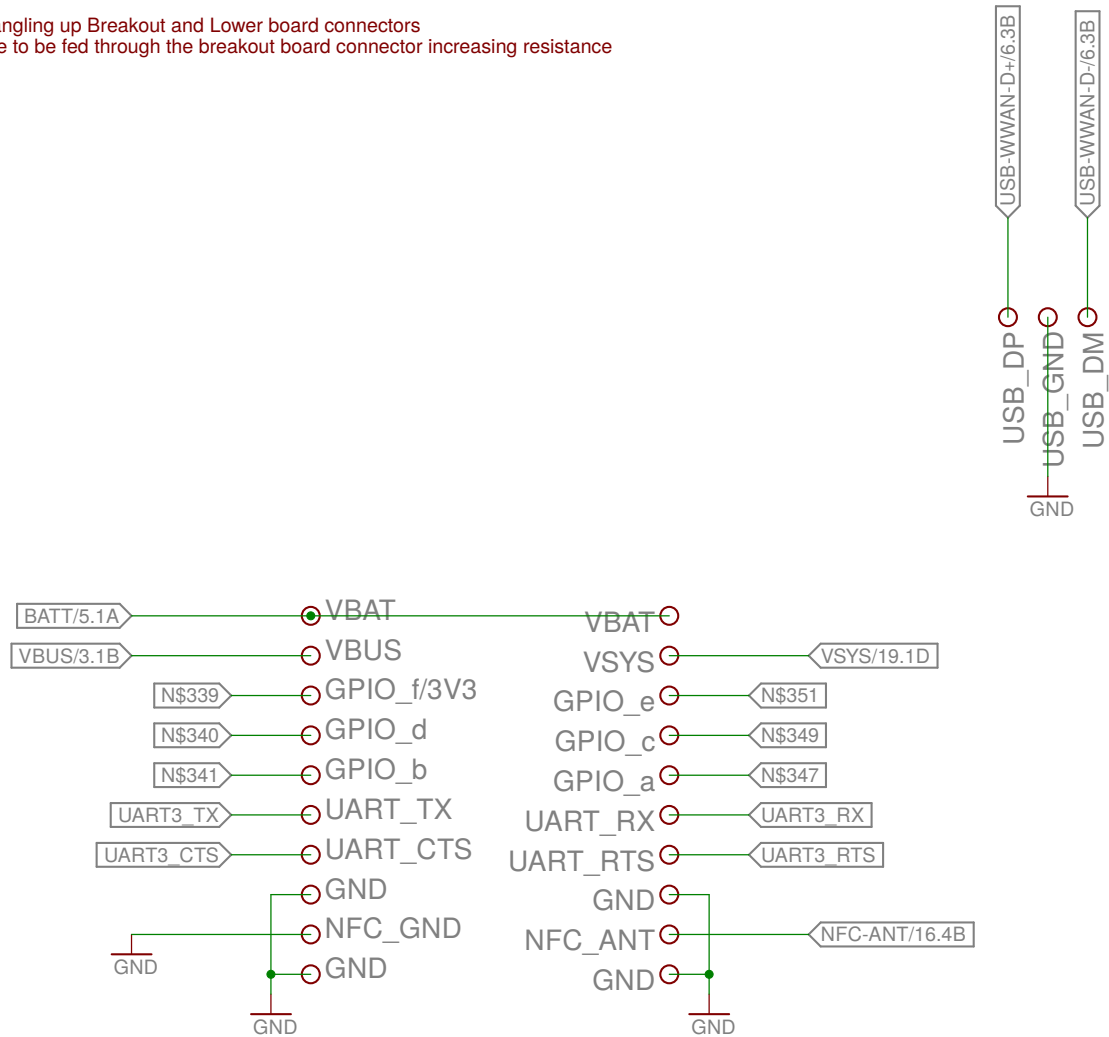 ngling up Breakout and Lower board connectors
e to be fed through the breakout board connector increasing resistance
USB-WWAN-D+/6.3B
USB-WWAN-D-/6.3B
USB_DP
USB_GND
USB_DM
GND
BATT/5.1A VBAT VBAT
VBUS/3.1B VBUS VSYS VSYS/19.1D
N$339 GPIO_f/3V3 GPIO_e N$351
N$340 GPIO_d GPIO_c N$349
N$341 GPIO_b GPIO_a N$347
UART3_TX UART_TX UART_RX UART3_RX
UART3_CTS UART_CTS UART_RTS UART3_RTS
GND GND
NFC_GND NFC_ANT NFC-ANT/16.4B
GND GND GND
GND GND